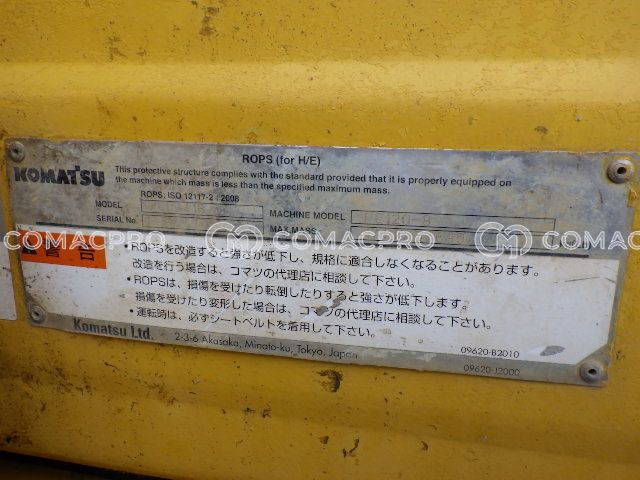 ROPS (for H/E)
KOMATSU
This protective structure complies with the standard provided that it is properly equipped on
the machine which mass is less than the specified maximum mass.
ROPS: ISO 12117-2 : 2008
MODEL
MACHINE MODEL
SERIAL No.
MAX.MASS
COMACPRO COMACPRO COMACPRO
警告
・ROPSを改造すると強さが低下し、規格に適合しなくなることがあります。
改造を行う場合は、コマツの代理店に相談して下さい。
・ROPSは、損傷を受けたり転倒したりすると強さが低下します。
損傷を受けたり変形した場合は、コマツの代理店に相談して下さい。
・運転時は、必ずシートベルトを着用して下さい。
Komatsu Ltd.
2-3-6 Akasaka, Minato-ku, Tokyo, Japan
09620-B2010
09620-J2000